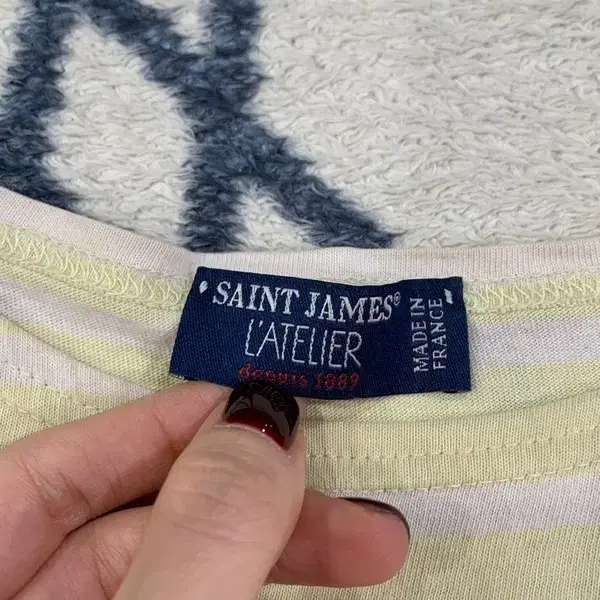 SAINT JAMES®
L'ATELIER
depuis 1889
MADE IN
FRANCE